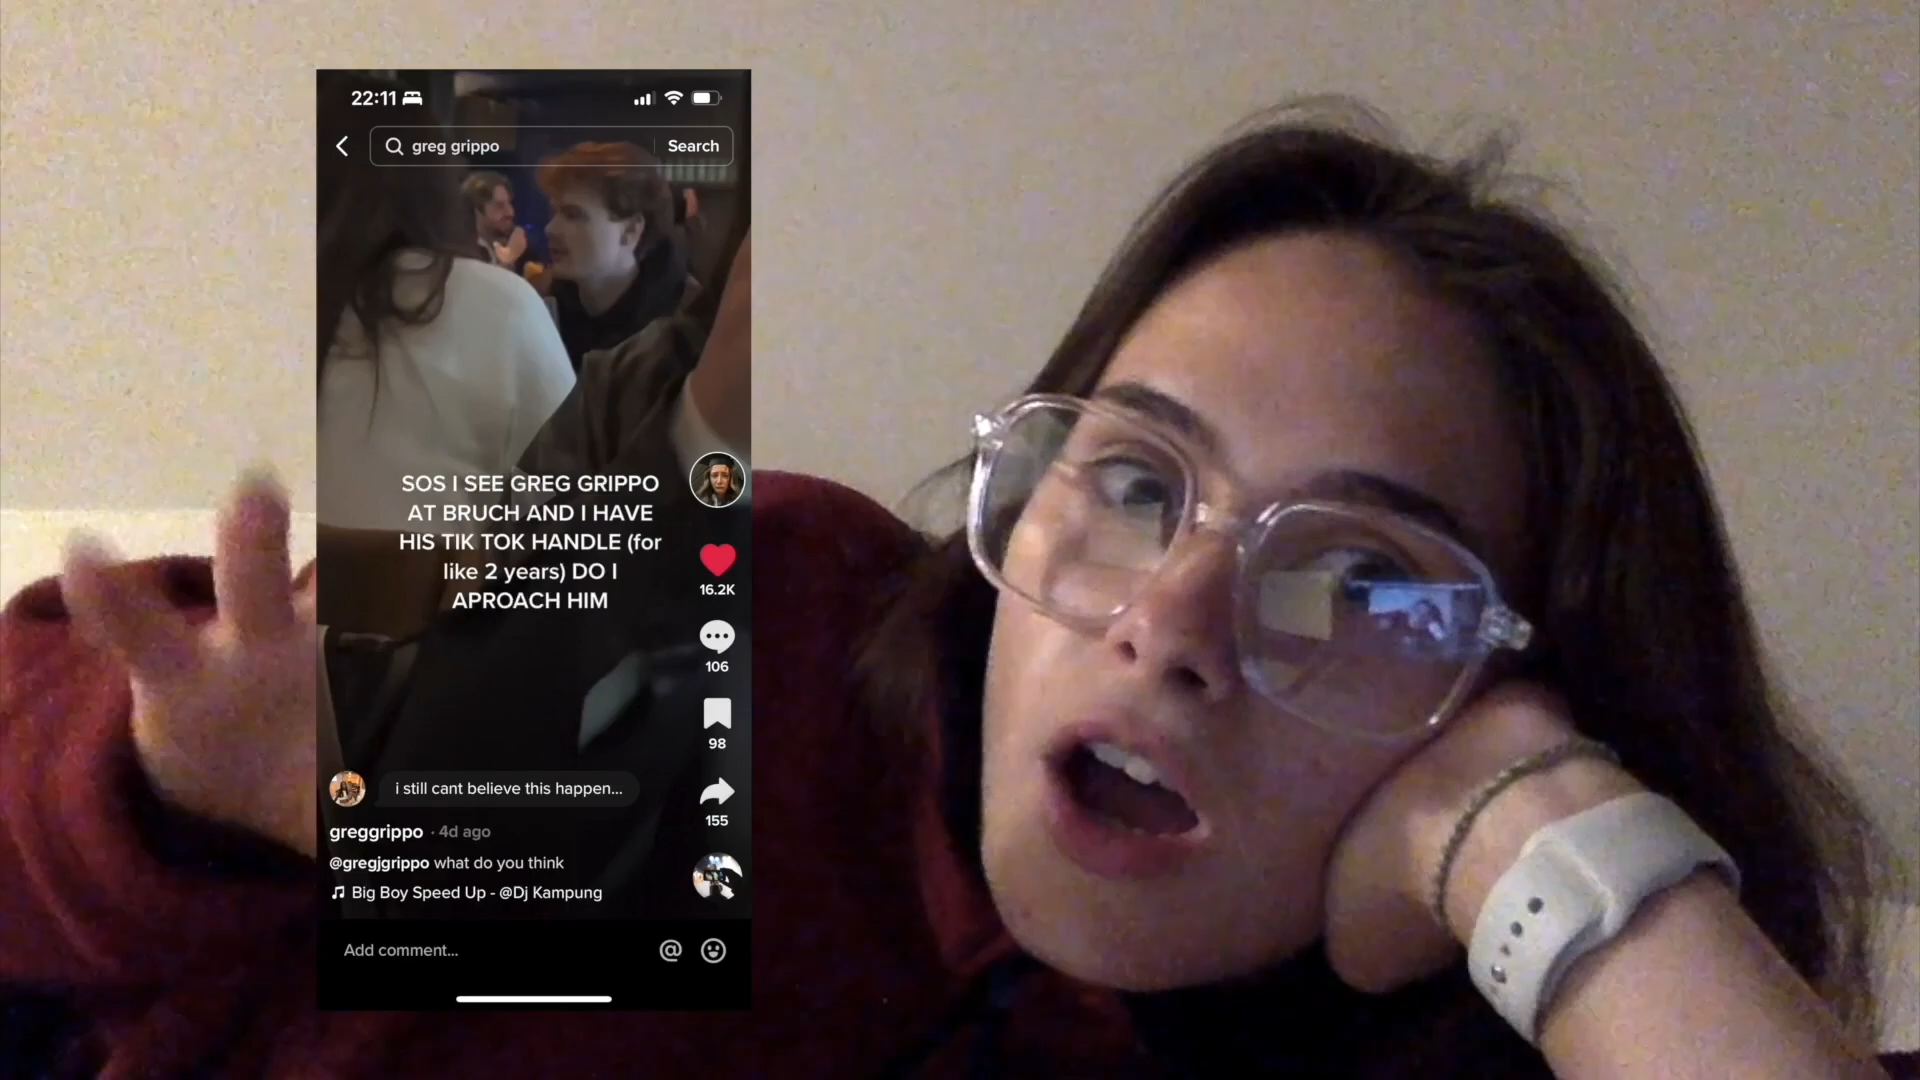 22:11
greg grippo
Search
SOS I SEE GREG GRIPPO
AT BRUCH AND I HAVE
HIS TIK TOK HANDLE (for
like 2 years) DO I
APROACH HIM
16.2K
106
98
155
i still cant believe this happen...
greggrippo · 4d ago
@gregjgrippo what do you think
Big Boy Speed Up - @Dj Kampung
Add comment...
@